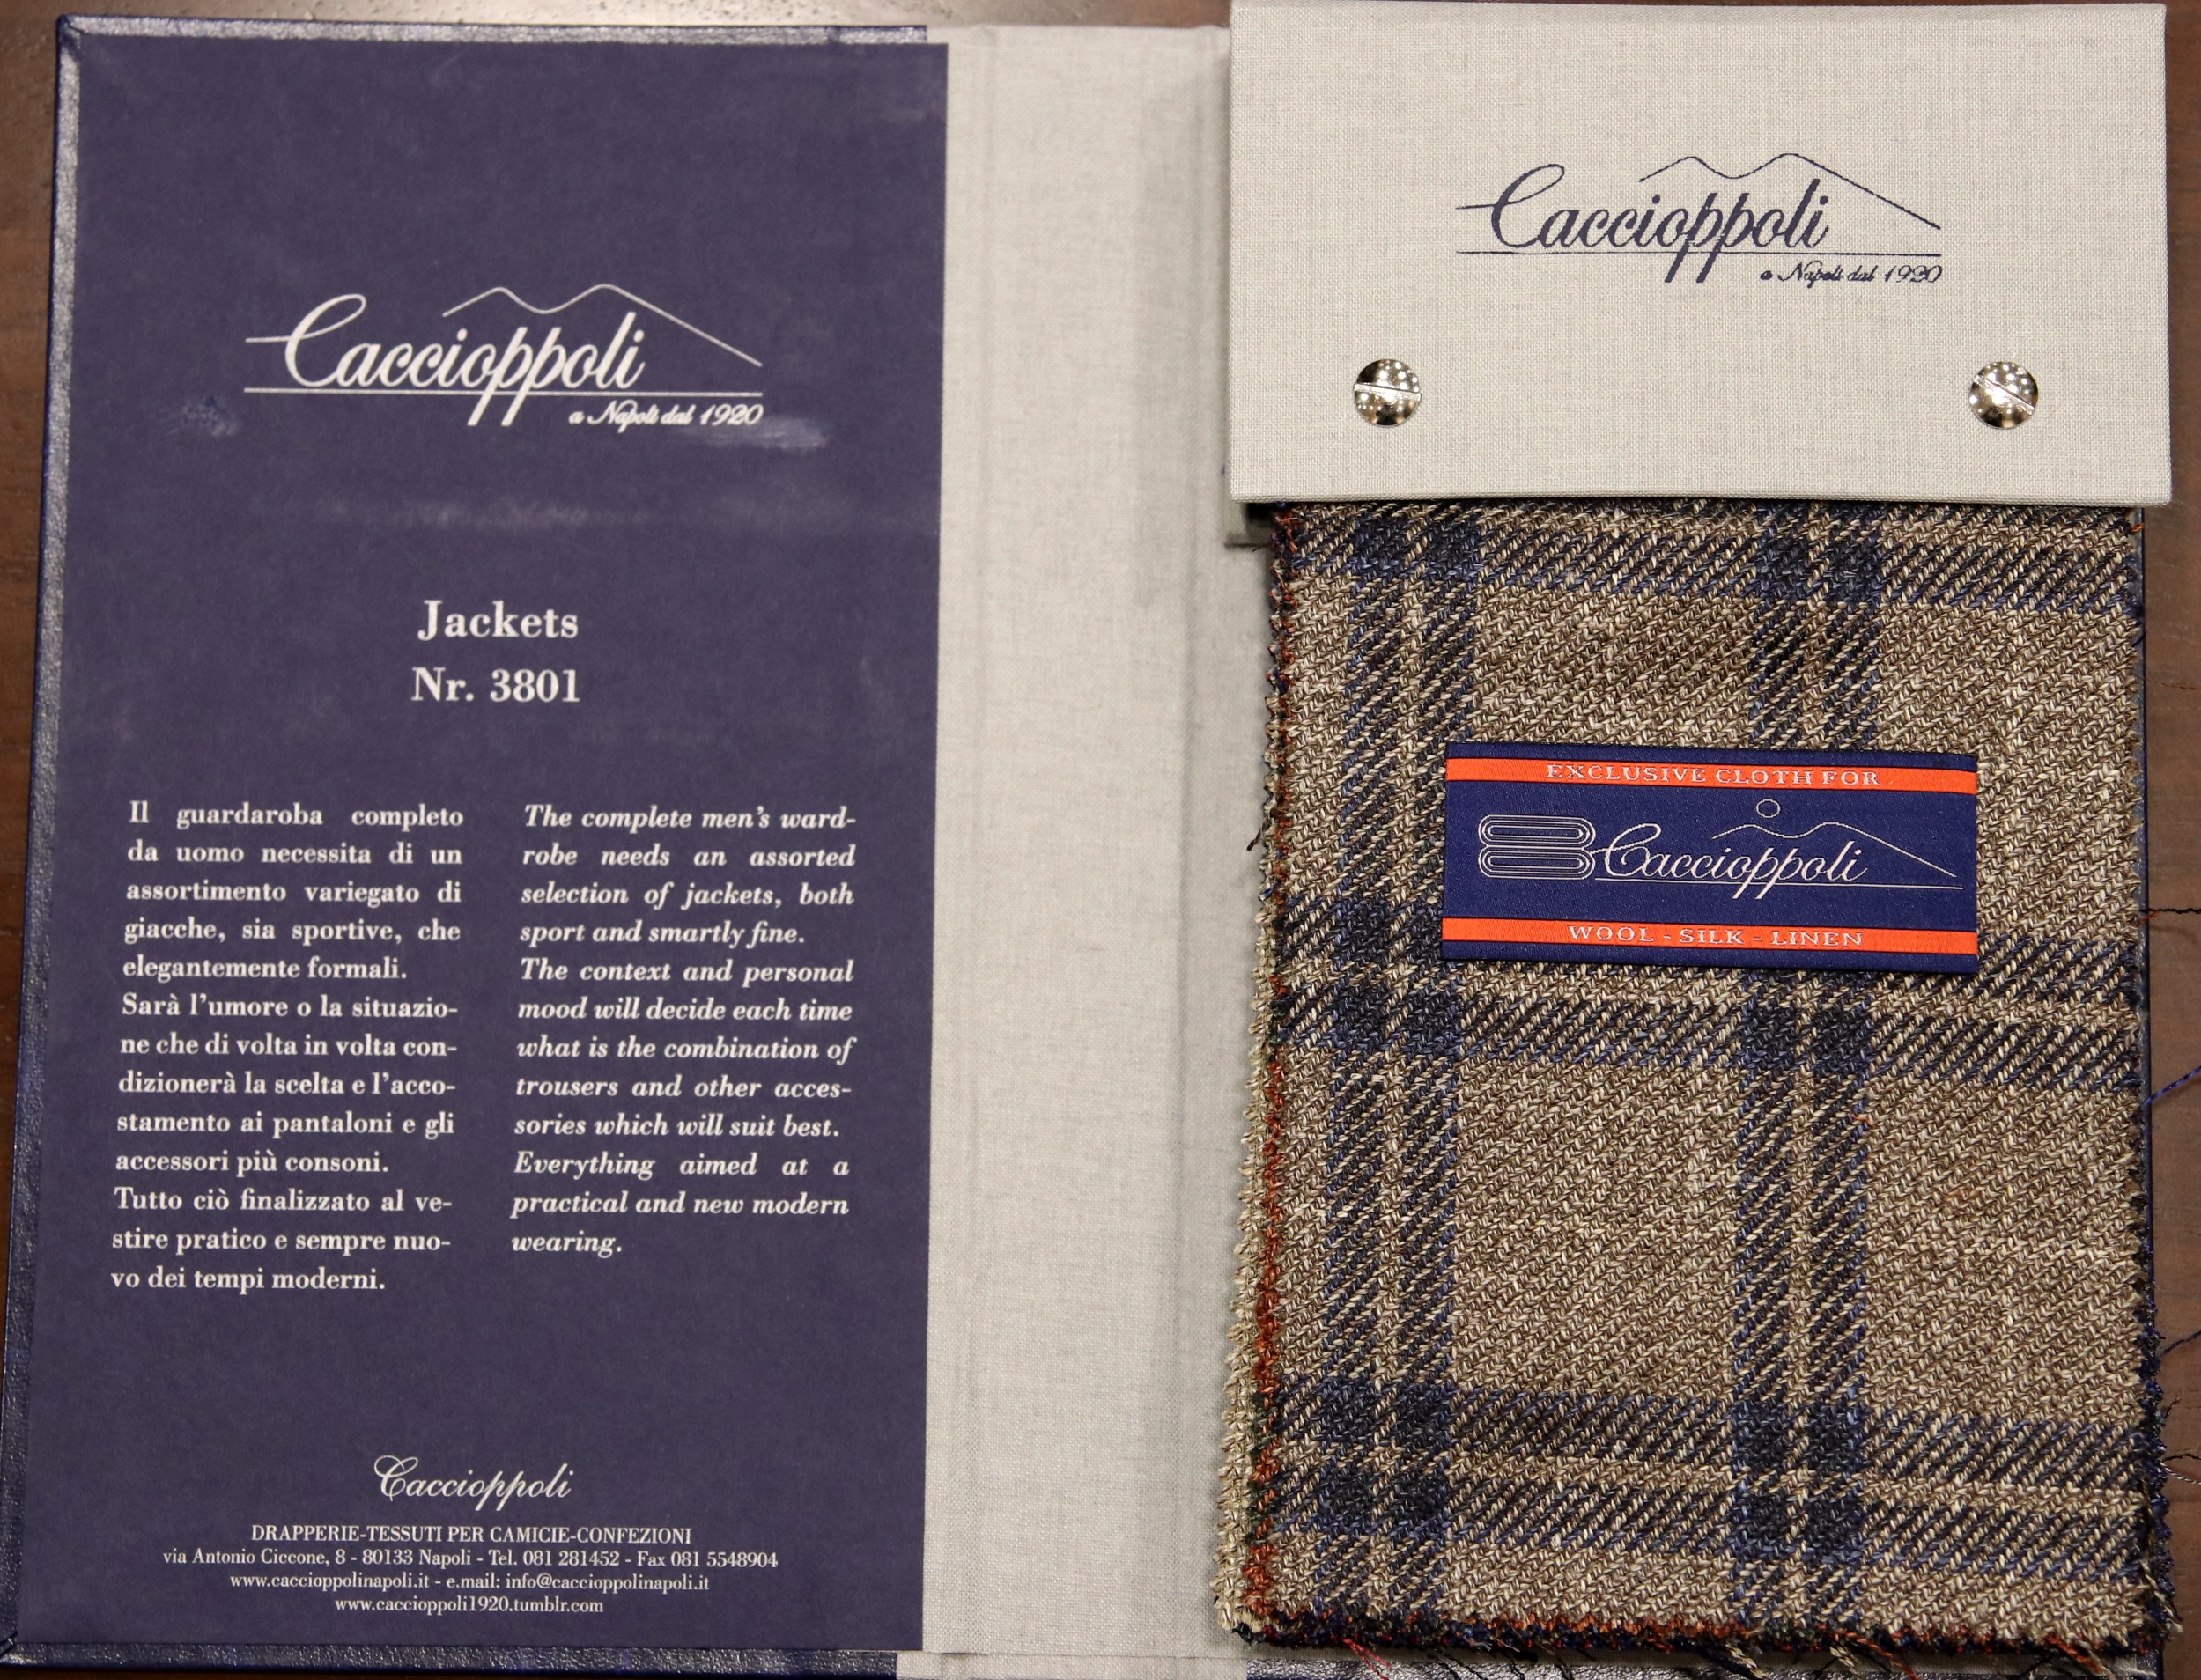 Caccioppoli
a Napoli dal 1920
Jackets
Nr. 3801
Il guardaroba completo
da uomo necessita di un
assortimento variegato di
giacche, sia sportive, che
elegantemente formali.
Sarà l'umore o la situazio-
ne che di volta in volta con-
dizionerà la scelta e l'acco-
stamento ai pantaloni e gli
accessori più consoni.
Tutto ciò finalizzato al ve-
stire pratico e sempre nuo-
vo dei tempi moderni.
The complete men's ward-
robe needs an assorted
selection of jackets, both
sport and smartly fine.
The context and personal
mood will decide each time
what is the combination of
trousers and other acces-
sories which will suit best.
Everything aimed at a
practical and new modern
wearing.
Caccioppoli
DRAPPERIE-TESSUTI PER CAMICIE-CONFEZIONI
via Antonio Ciccone, 8 - 80133 Napoli - Tel. 081 281452 - Fax 081 5548904
www.caccioppolinapoli.it - e.mail: info@caccioppolinapoli.it
www.caccioppoli1920.tumblr.com
Caccioppoli
a Napoli dal 1920
EXCLUSIVE CLOTH FOR
Caccioppoli
WOOL - SILK - LINEN